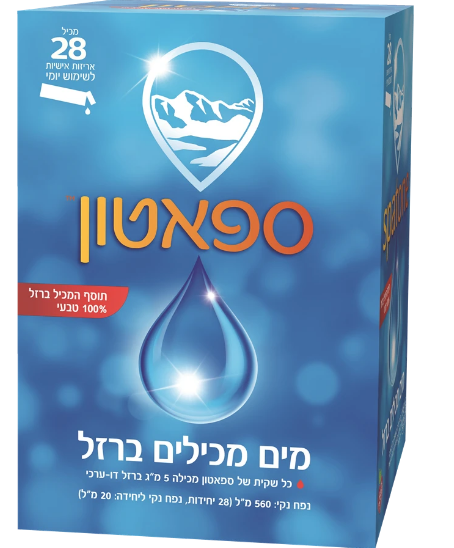 מכיל
28
אריזות אישיות
לשימוש יומי
ספאטון
תוסף המכיל ברזל
100% טבעי
מים מכילים ברזל
כל שקית של ספאטון מכילה 5 מ"ג ברזל דו-ערכי
נפח נקי: 560 מ"ל (28 יחידות, נפח נקי ליחידה: 20 מ"ל)
spatone